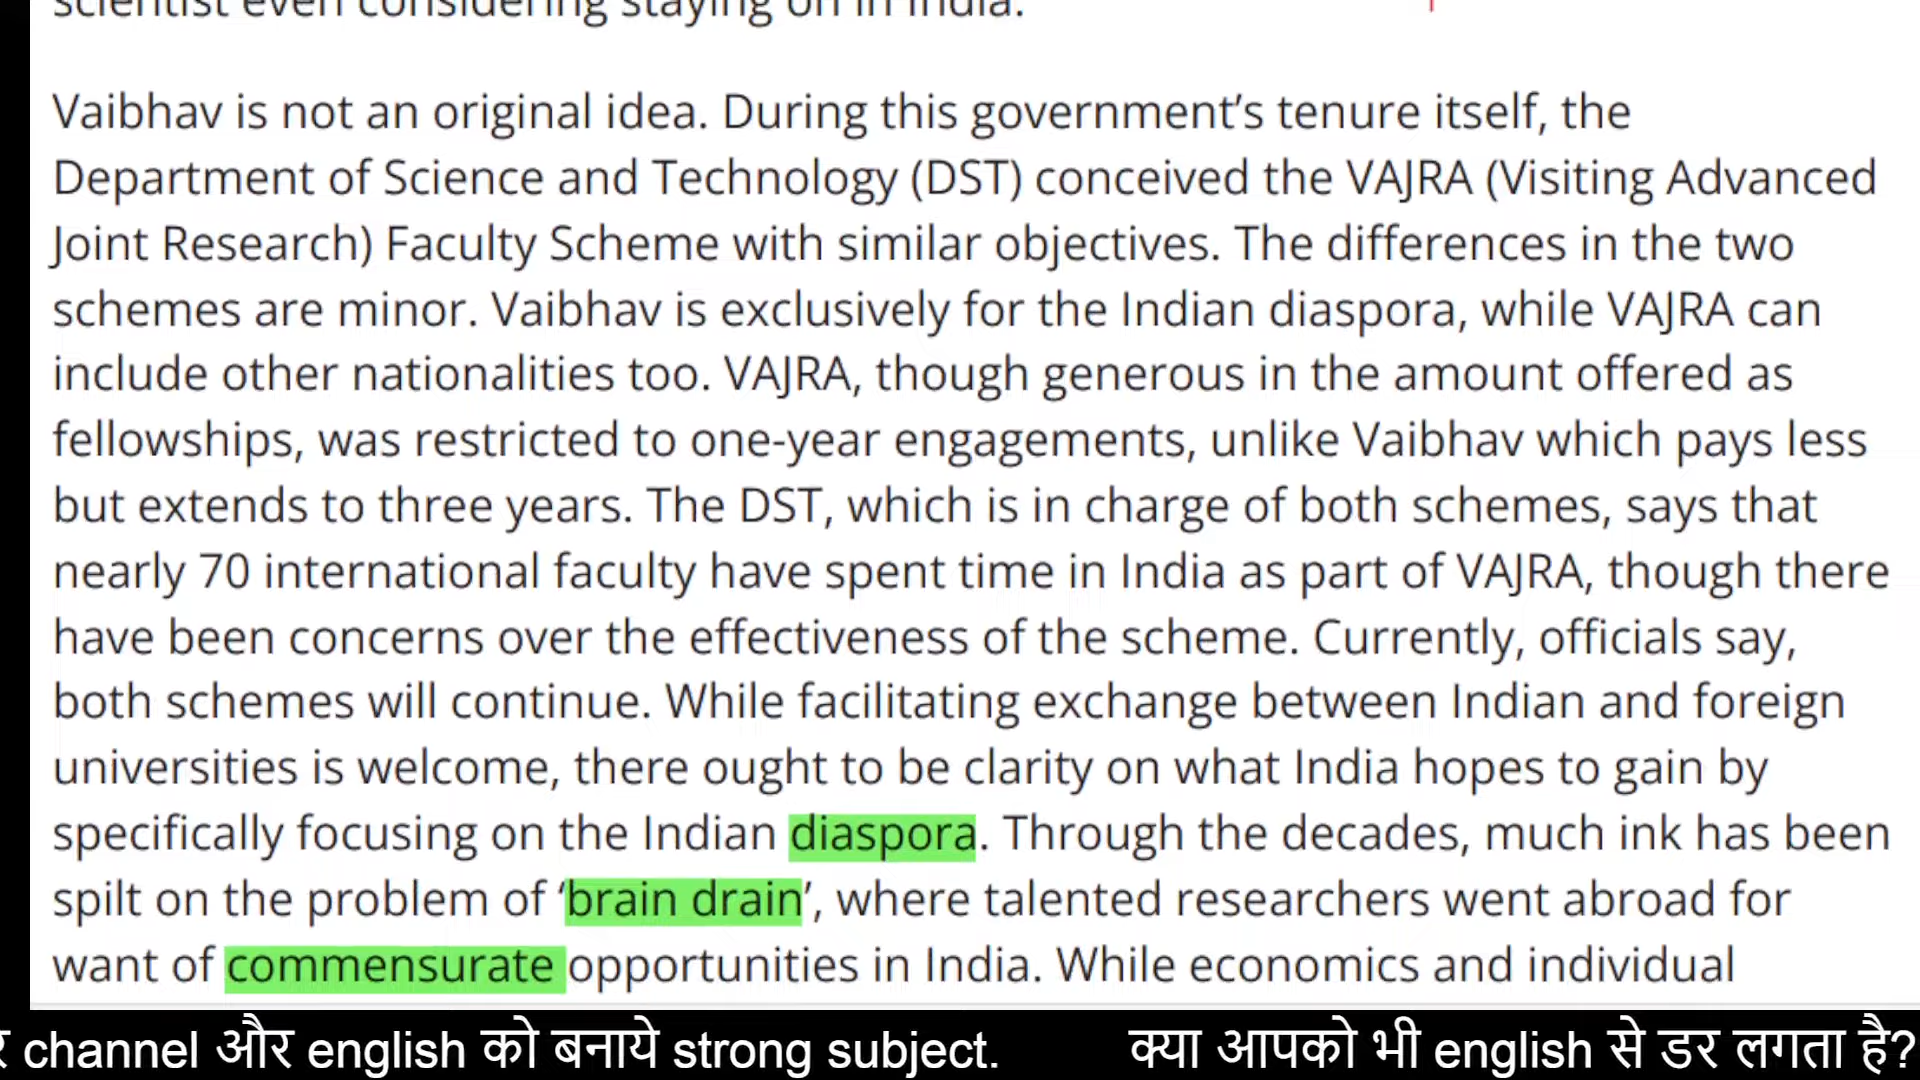 scientist even considering staying on in India.
Vaibhav is not an original idea. During this government’s tenure itself, the
Department of Science and Technology (DST) conceived the VAJRA (Visiting Advanced
Joint Research) Faculty Scheme with similar objectives. The differences in the two
schemes are minor. Vaibhav is exclusively for the Indian diaspora, while VAJRA can
include other nationalities too. VAJRA, though generous in the amount offered as
fellowships, was restricted to one-year engagements, unlike Vaibhav which pays less
but extends to three years. The DST, which is in charge of both schemes, says that
nearly 70 international faculty have spent time in India as part of VAJRA, though there
have been concerns over the effectiveness of the scheme. Currently, officials say,
both schemes will continue. While facilitating exchange between Indian and foreign
universities is welcome, there ought to be clarity on what India hopes to gain by
specifically focusing on the Indian diaspora. Through the decades, much ink has been
spilt on the problem of ‘brain drain’, where talented researchers went abroad for
want of commensurate opportunities in India. While economics and individual
channel और english को बनाये strong subject. क्या आपको भी english से डर लगता है?